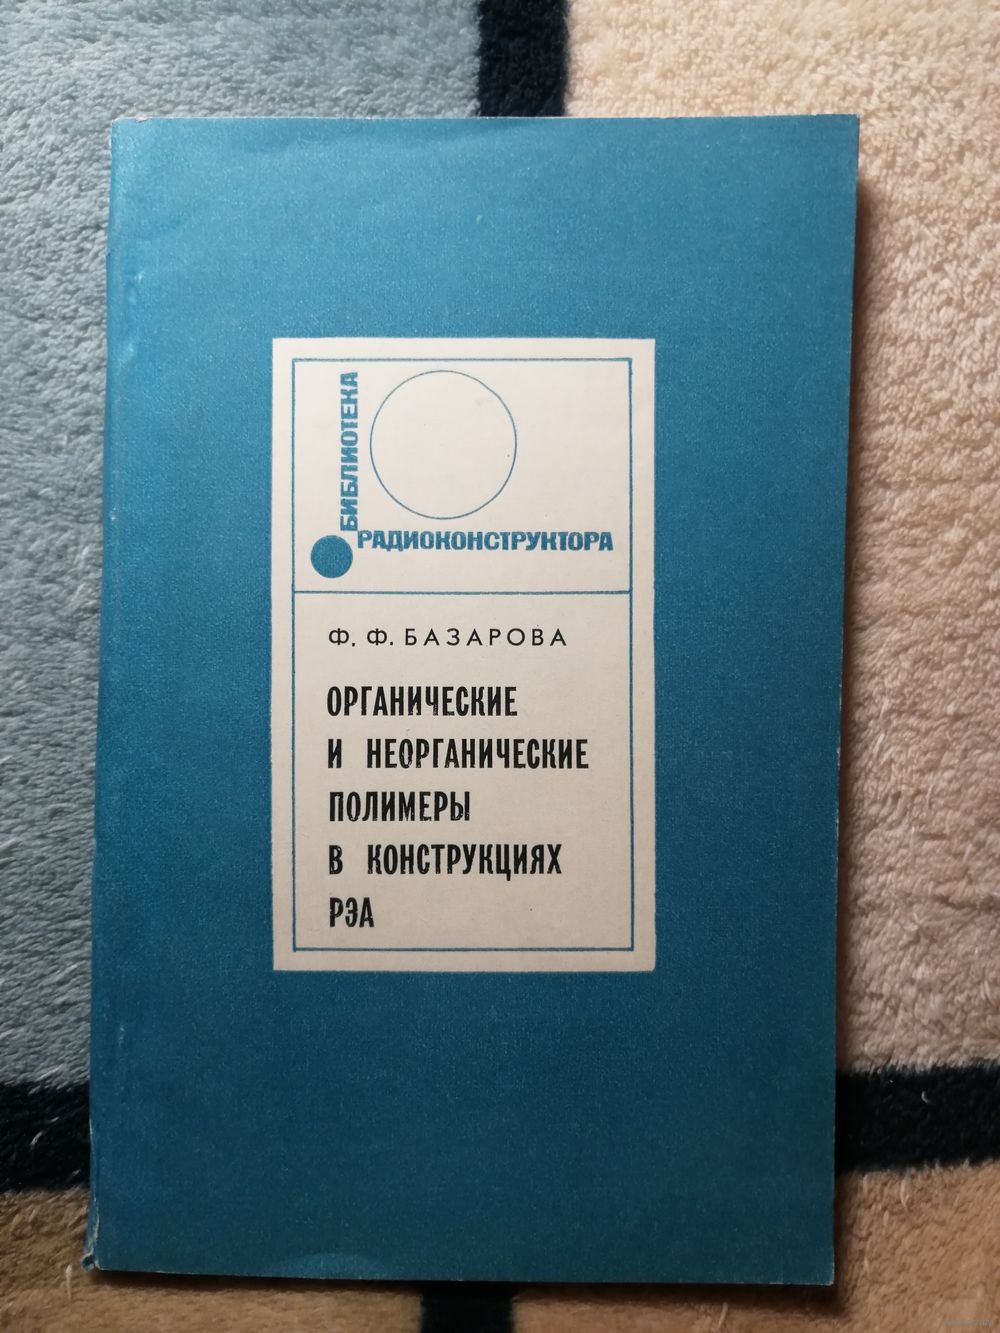 БИБЛИОТЕКА
РАДИОКОНСТРУКТОРА
Ф. Ф. БАЗАРОВА
ОРГАНИЧЕСКИЕ
И НЕОРГАНИЧЕСКИЕ
ПОЛИМЕРЫ
В КОНСТРУКЦИЯХ
РЭА